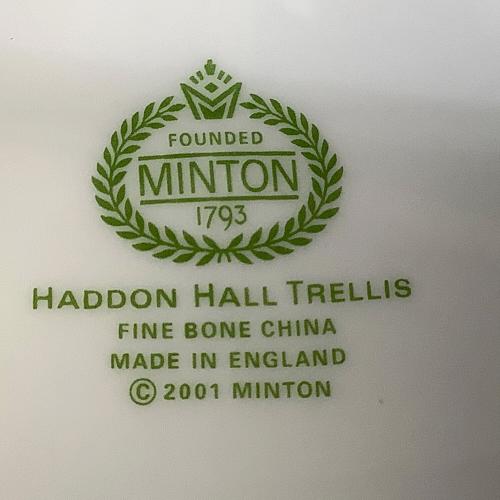 FOUNDED
MINTON
1793
HADDON HALL TRELLIS
FINE BONE CHINA
MADE IN ENGLAND
© 2001 MINTON